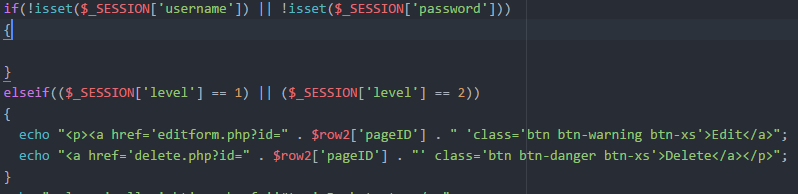 if(!isset($_SESSION['username']) || !isset($_SESSION['password']))
{
}
elseif(($_SESSION['level'] == 1) || ($_SESSION['level'] == 2))
{
echo "<p><a href='editform.php?id=" . $row2['pageID'] . " 'class='btn btn-warning btn-xs'>Edit</a>";
echo "<a href='delete.php?id=" . $row2['pageID'] . "' class='btn btn-danger btn-xs'>Delete</a></p>";
}